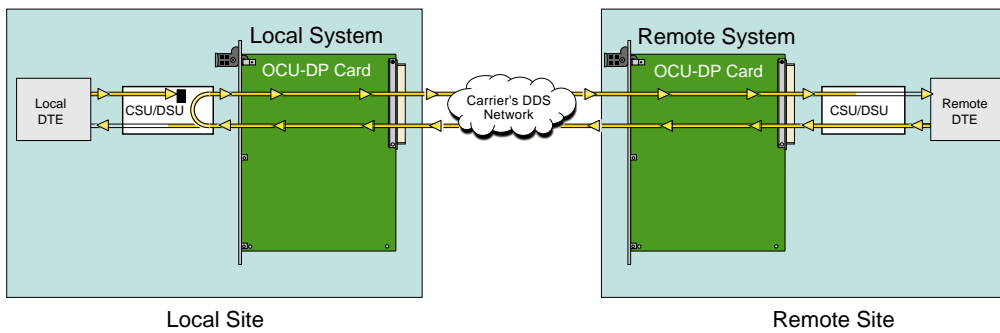 Local System
Remote System
OCU-DP Card
OCU-DP Card
Local
DTE
CSU/DSU
Carrier's DDS
Network
CSU/DSU
Remote
DTE
Local Site
Remote Site